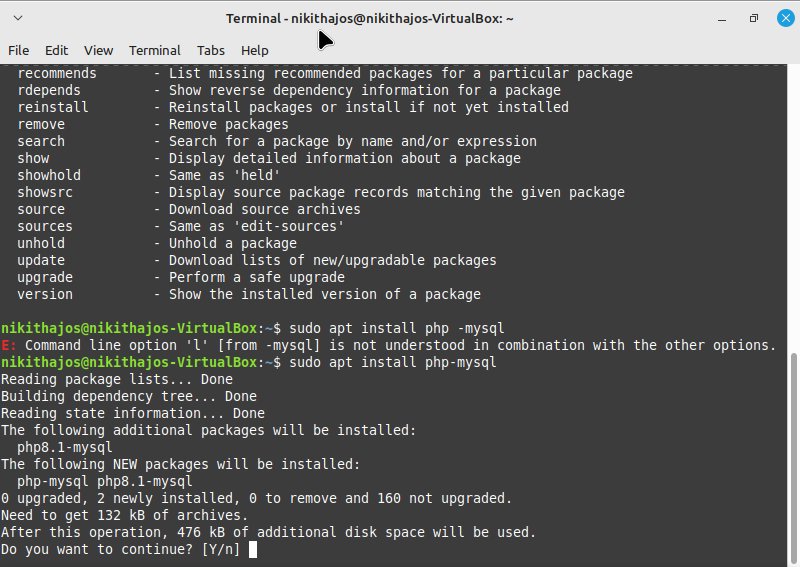 Terminal - nikithajos@nikithajos-VirtualBox: ~
File Edit View Terminal Tabs Help
recommends - List missing recommended packages for a particular package
rdepends - Show reverse dependency information for a package
reinstall - Reinstall packages or install if not yet installed
remove - Remove packages
search - Search for a package by name and/or expression
show - Display detailed information about a package
showhold - Same as 'held'
showsrc - Display source package records matching the given package
source - Download source archives
sources - Same as 'edit-sources'
unhold - Unhold a package
update - Download lists of new/upgradable packages
upgrade - Perform a safe upgrade
version - Show the installed version of a package
nikithajos@nikithajos-VirtualBox:~$ sudo apt install php -mysql
E: Command line option 'l' [from -mysql] is not understood in combination with the other options.
nikithajos@nikithajos-VirtualBox:~$ sudo apt install php-mysql
Reading package lists... Done
Building dependency tree... Done
Reading state information... Done
The following additional packages will be installed:
php8.1-mysql
The following NEW packages will be installed:
php-mysql php8.1-mysql
0 upgraded, 2 newly installed, 0 to remove and 160 not upgraded.
Need to get 132 kB of archives.
After this operation, 476 kB of additional disk space will be used.
Do you want to continue? [Y/n]